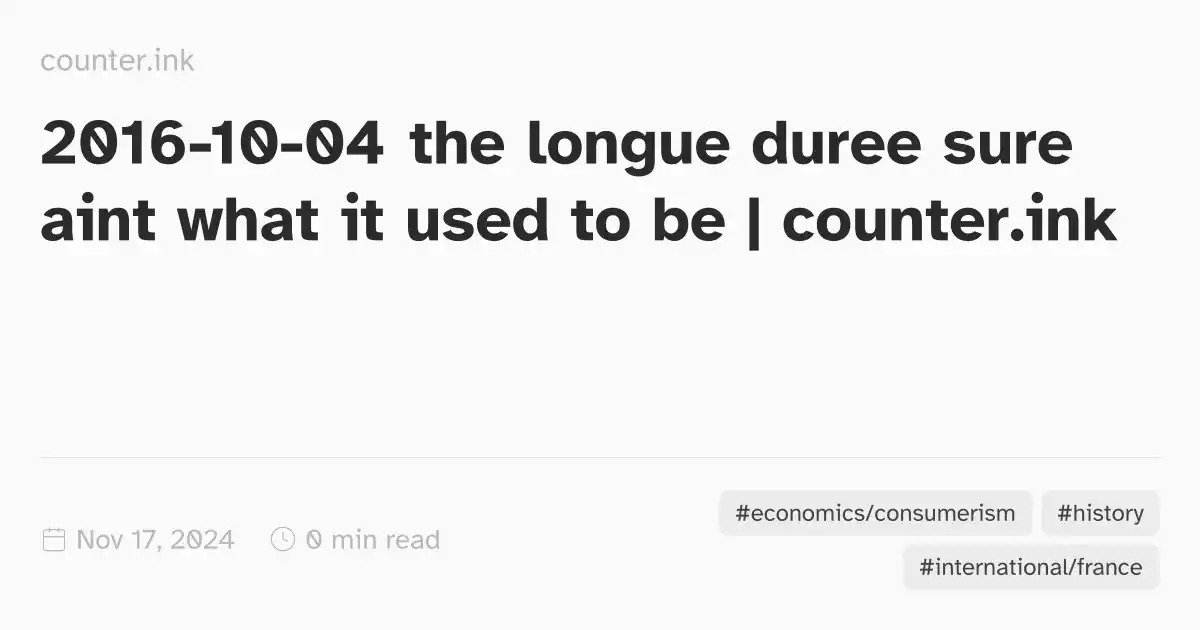 counter.ink
2016-10-04 the longue duree sure
aint what it used to be | counter.ink
Nov 17, 2024
0 min read
#economics/consumerism
#history
#international/france